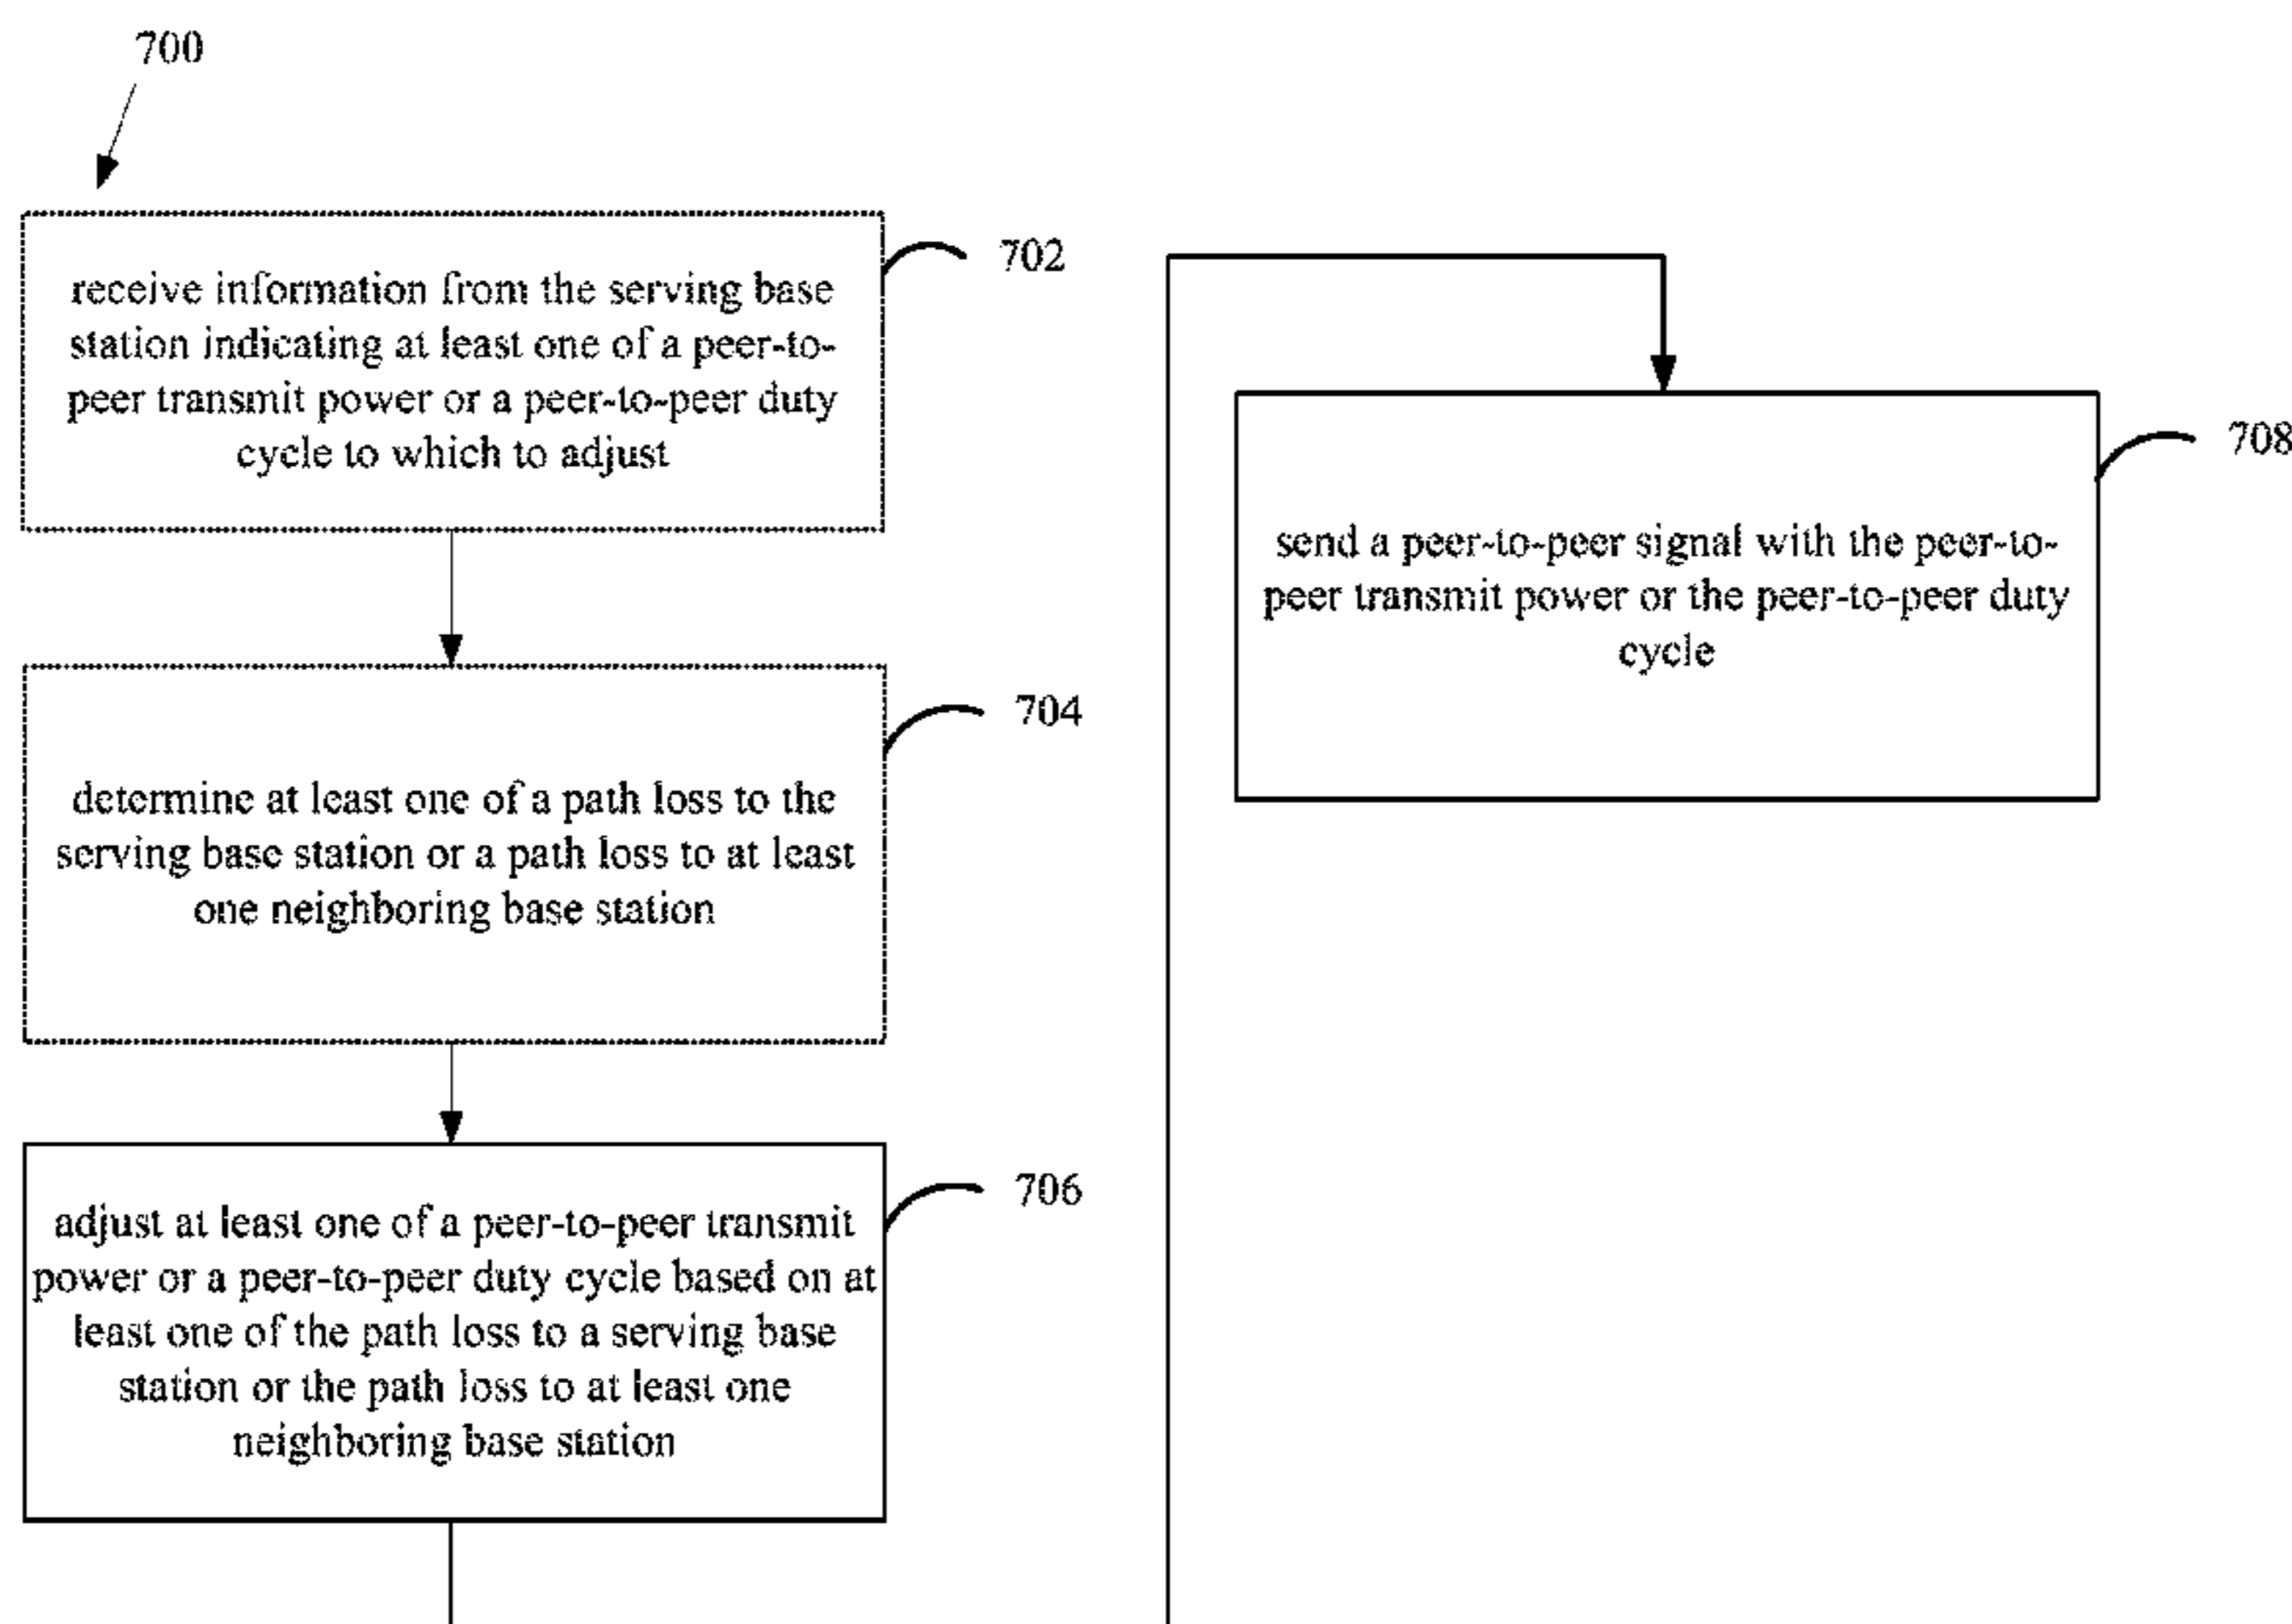 700
receive information from the serving base
station indicating at least one of a peer-to-
peer transmit power or a peer-to-peer duty
cycle to which to adjust
702
determine at least one of a path loss to the
serving base station or a path loss to at least
one neighboring base station
704
adjust at least one of a peer-to-peer transmit
power or a peer-to-peer duty cycle based on at
least one of the path loss to a serving base
station or the path loss to at least one
neighboring base station
706
send a peer-to-peer signal with the peer-to-
peer transmit power or the peer-to-peer duty
cycle
708